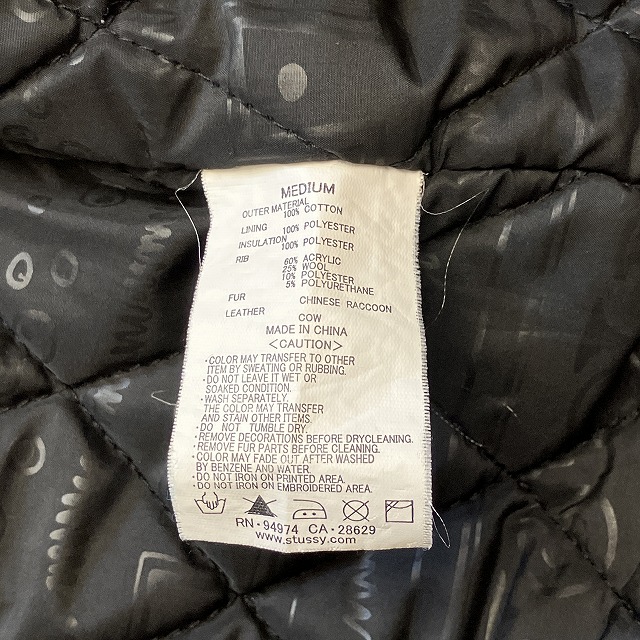 MEDIUM
OUTER MATERIAL
100% COTTON
LINING 100% POLYESTER
INSULATION
100% POLYESTER
RIB 60% ACRYLIC
25% WOOL
10% POLYESTER
5% POLYURETHANE
FUR CHINESE RACCOON
LEATHER COW
MADE IN CHINA
<CAUTION>
・COLOR MAY TRANSFER TO OTHER
ITEM BY SWEATING OR RUBBING.
・DO NOT LEAVE IT WET OR
SOAKED CONDITION.
・WASH SEPARATELY.
THE COLOR MAY TRANSFER
AND STAIN OTHER ITEMS.
・DO NOT TUMBLE DRY.
・REMOVE DECORATIONS BEFORE DRYCLEANING.
・REMOVE FUR PARTS BEFORE CLEANING.
・COLOR MAY FADE OUT AFTER WASHED
BY BENZENE AND WATER.
・DO NOT IRON ON PRINTED AREA.
DO NOT IRON ON EMBROIDERED AREA.
RN・94974 CA・28629
www.stussy.com